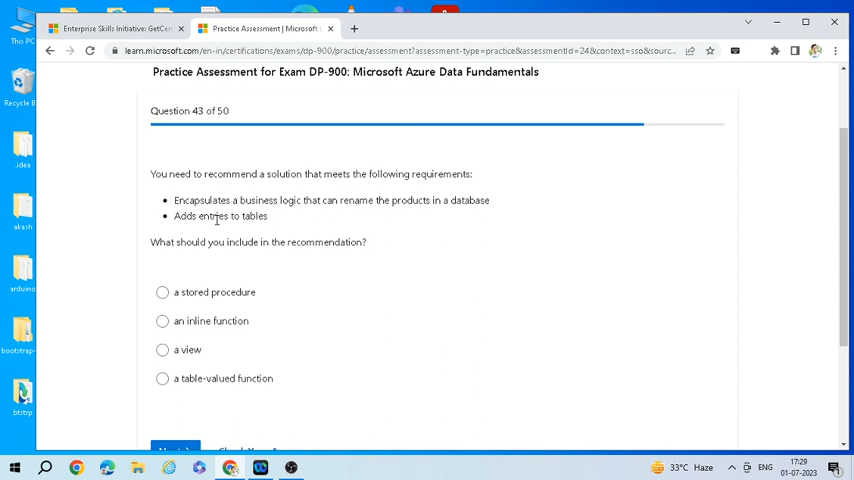 This PC
Recycle B
.idea
akash
arduino
bootstrap-
btstrp
Enterprise Skills Initiative: GetCert
Practice Assessment | Microsoft
learn.microsoft.com/en-in/certifications/exams/dp-900/practice/assessment?assessment-type=practice&assessmentId=24&context=sso&sourc...
Practice Assessment for Exam DP-900: Microsoft Azure Data Fundamentals
Question 43 of 50
You need to recommend a solution that meets the following requirements:
• Encapsulates a business logic that can rename the products in a database
• Adds entries to tables
What should you include in the recommendation?
a stored procedure
an inline function
a view
a table-valued function
33°C Haze
ENG
17:29
01-07-2023
1